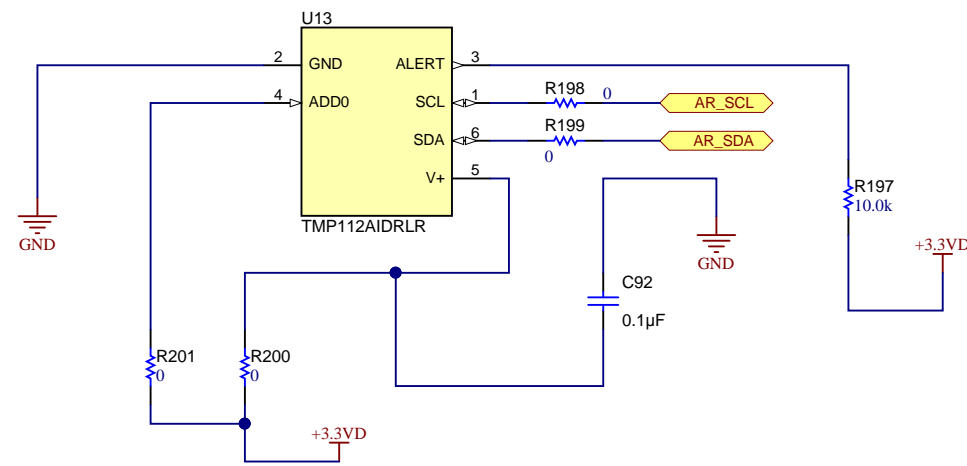 U13
2
GND
ALERT
3
4
ADD0
SCL
1
R198
0
AR_SCL
SDA
6
R199
0
AR_SDA
V+
5
TMP112AIDRLR
GND
R197
10.0k
+3.3VD
GND
C92
0.1µF
R201
0
R200
0
+3.3VD